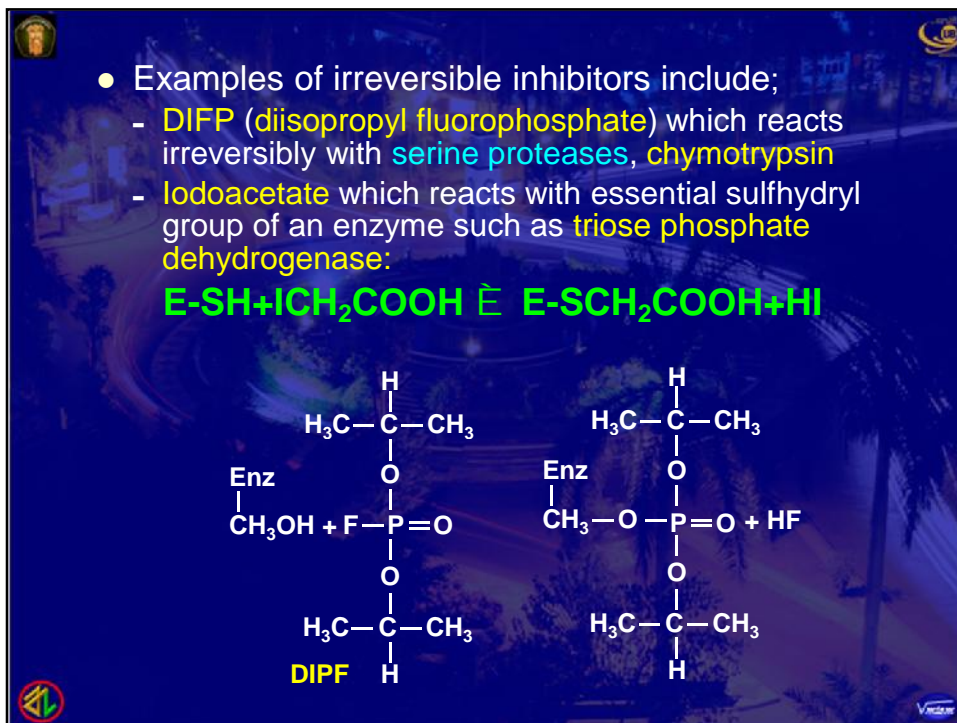 ● Examples of irreversible inhibitors include;
- DIFP (diisopropyl fluorophosphate) which reacts
irreversibly with serine proteases, chymotrypsin
- Iodoacetate which reacts with essential sulfhydryl
group of an enzyme such as triose phosphate
dehydrogenase:
E-SH+ICH₂COOH È E-SCH₂COOH+HI
H
H₃C—C—CH₃
O
Enz
CH₃OH + F—P=O
O
H₃C—C—CH₃
DIPF H
H
H₃C—C—CH₃
O
Enz
CH₃—O—P=O + HF
O
H₃C—C—CH₃
H